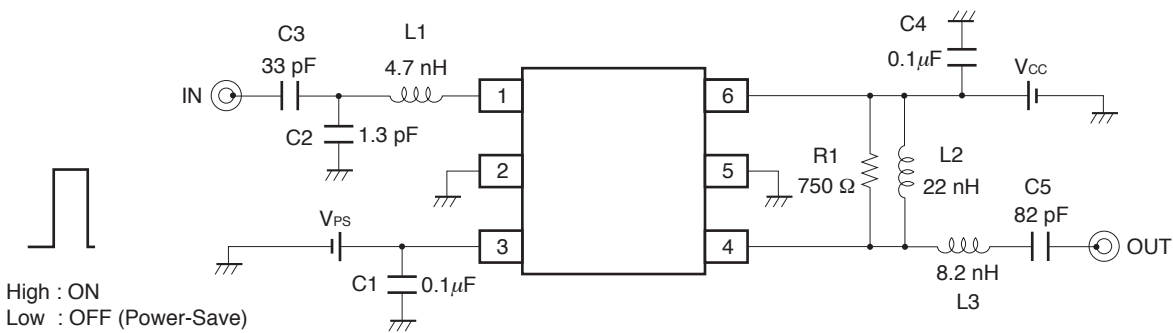 C3
33 pF
L1
4.7 nH
C4
0.1μF
VCC
IN
1
6
C2
1.3 pF
2
5
R1
750 Ω
L2
22 nH
C5
82 pF
VPS
3
4
OUT
C1
0.1μF
8.2 nH
L3
High : ON
Low : OFF (Power-Save)